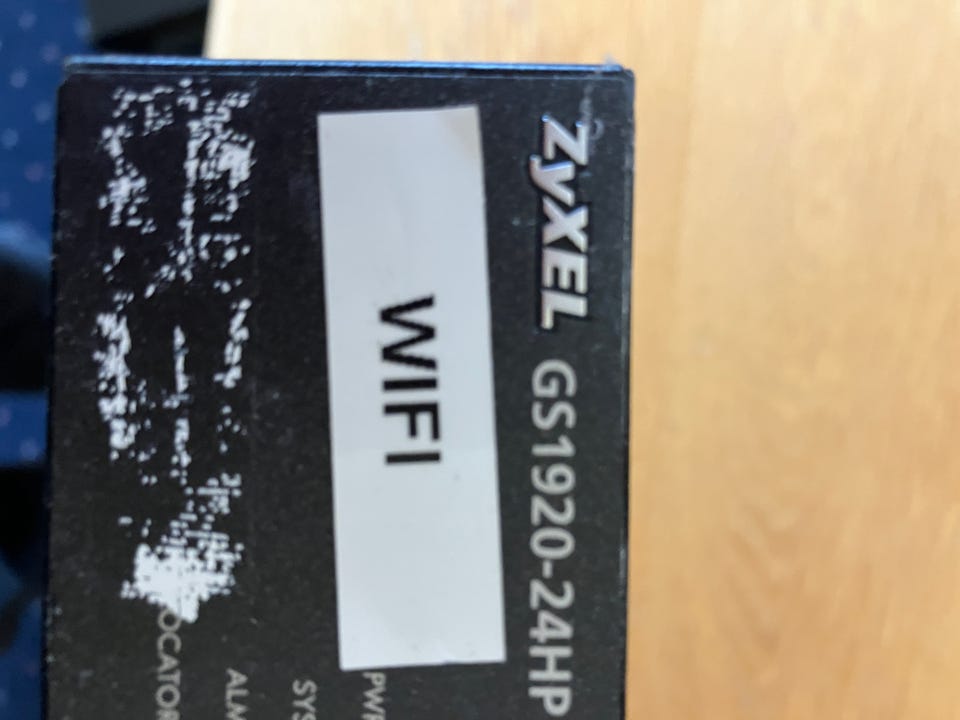 ZyXEL GS1920-24HP
WIFI
PWR
SYS
ALM
LOCATOR